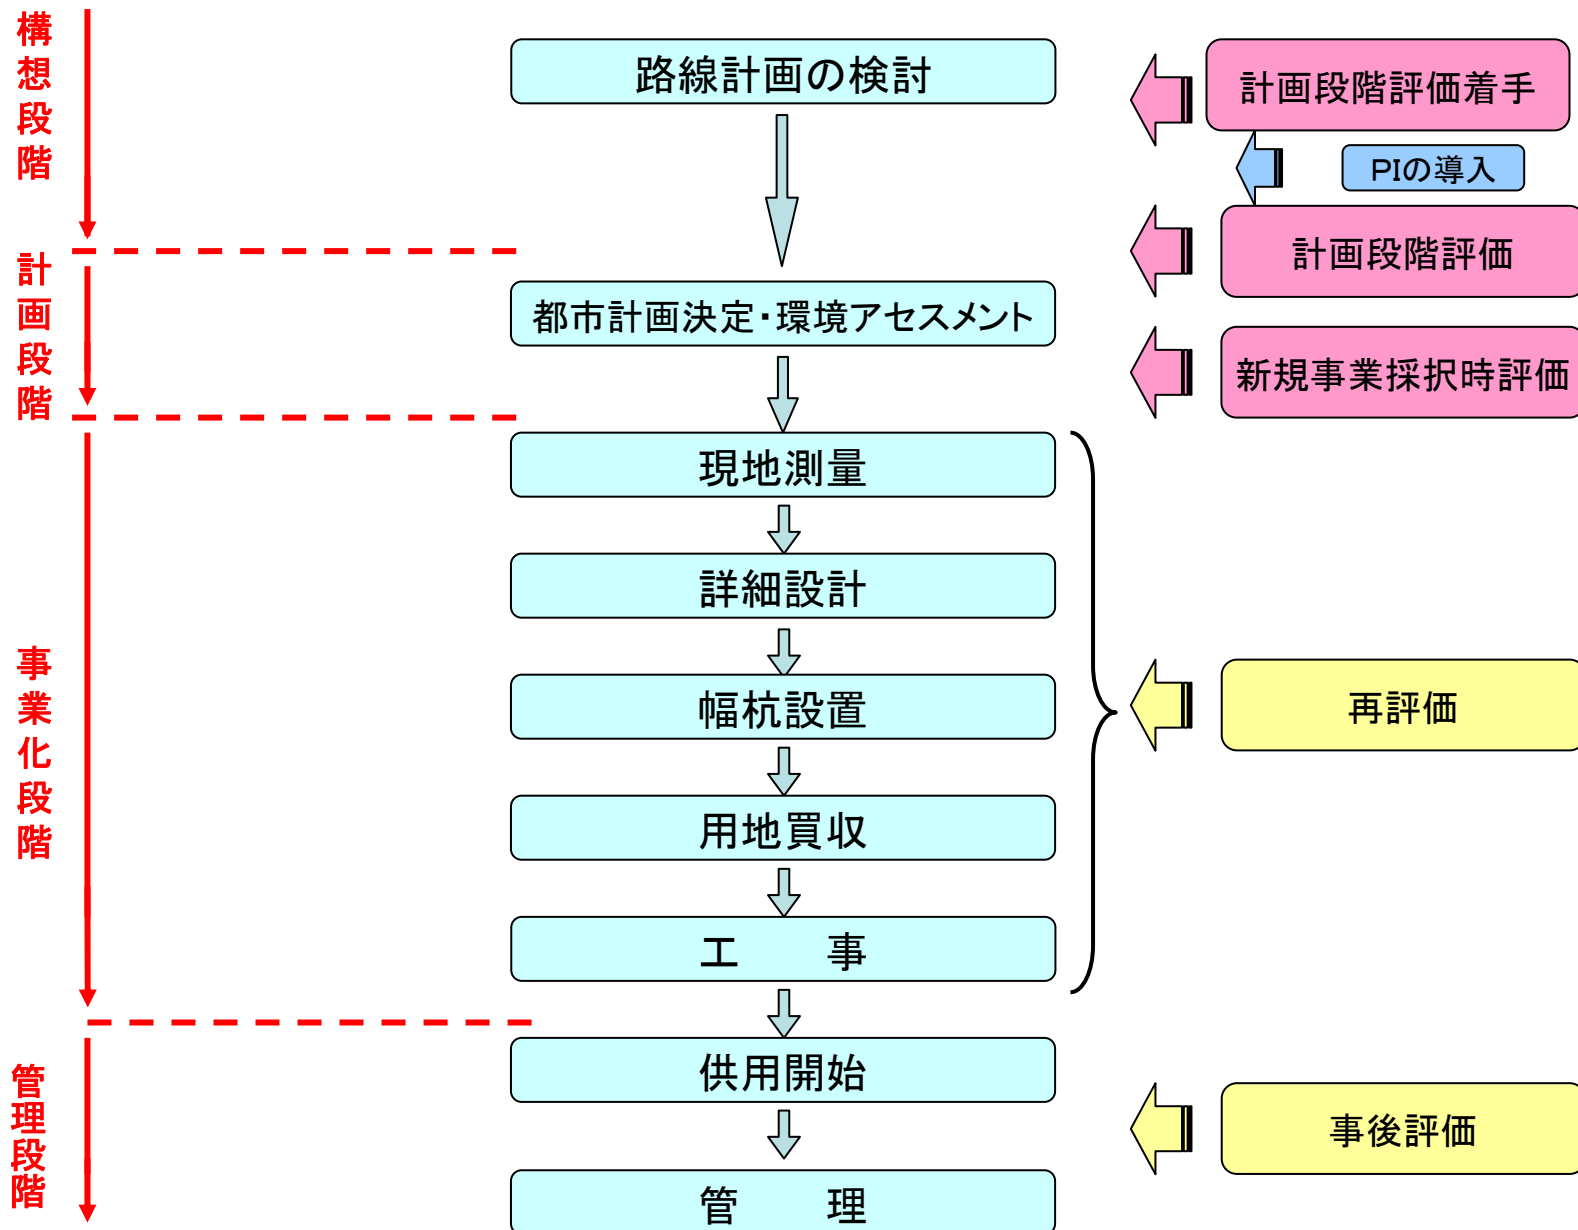 構想段階
路線計画の検討
計画段階評価着手
PIの導入
計画段階評価
計画段階
都市計画決定・環境アセスメント
新規事業採択時評価
現地測量
詳細設計
事業化段階
幅杭設置
再評価
用地買収
工　　事
管理段階
供用開始
事後評価
管　　理